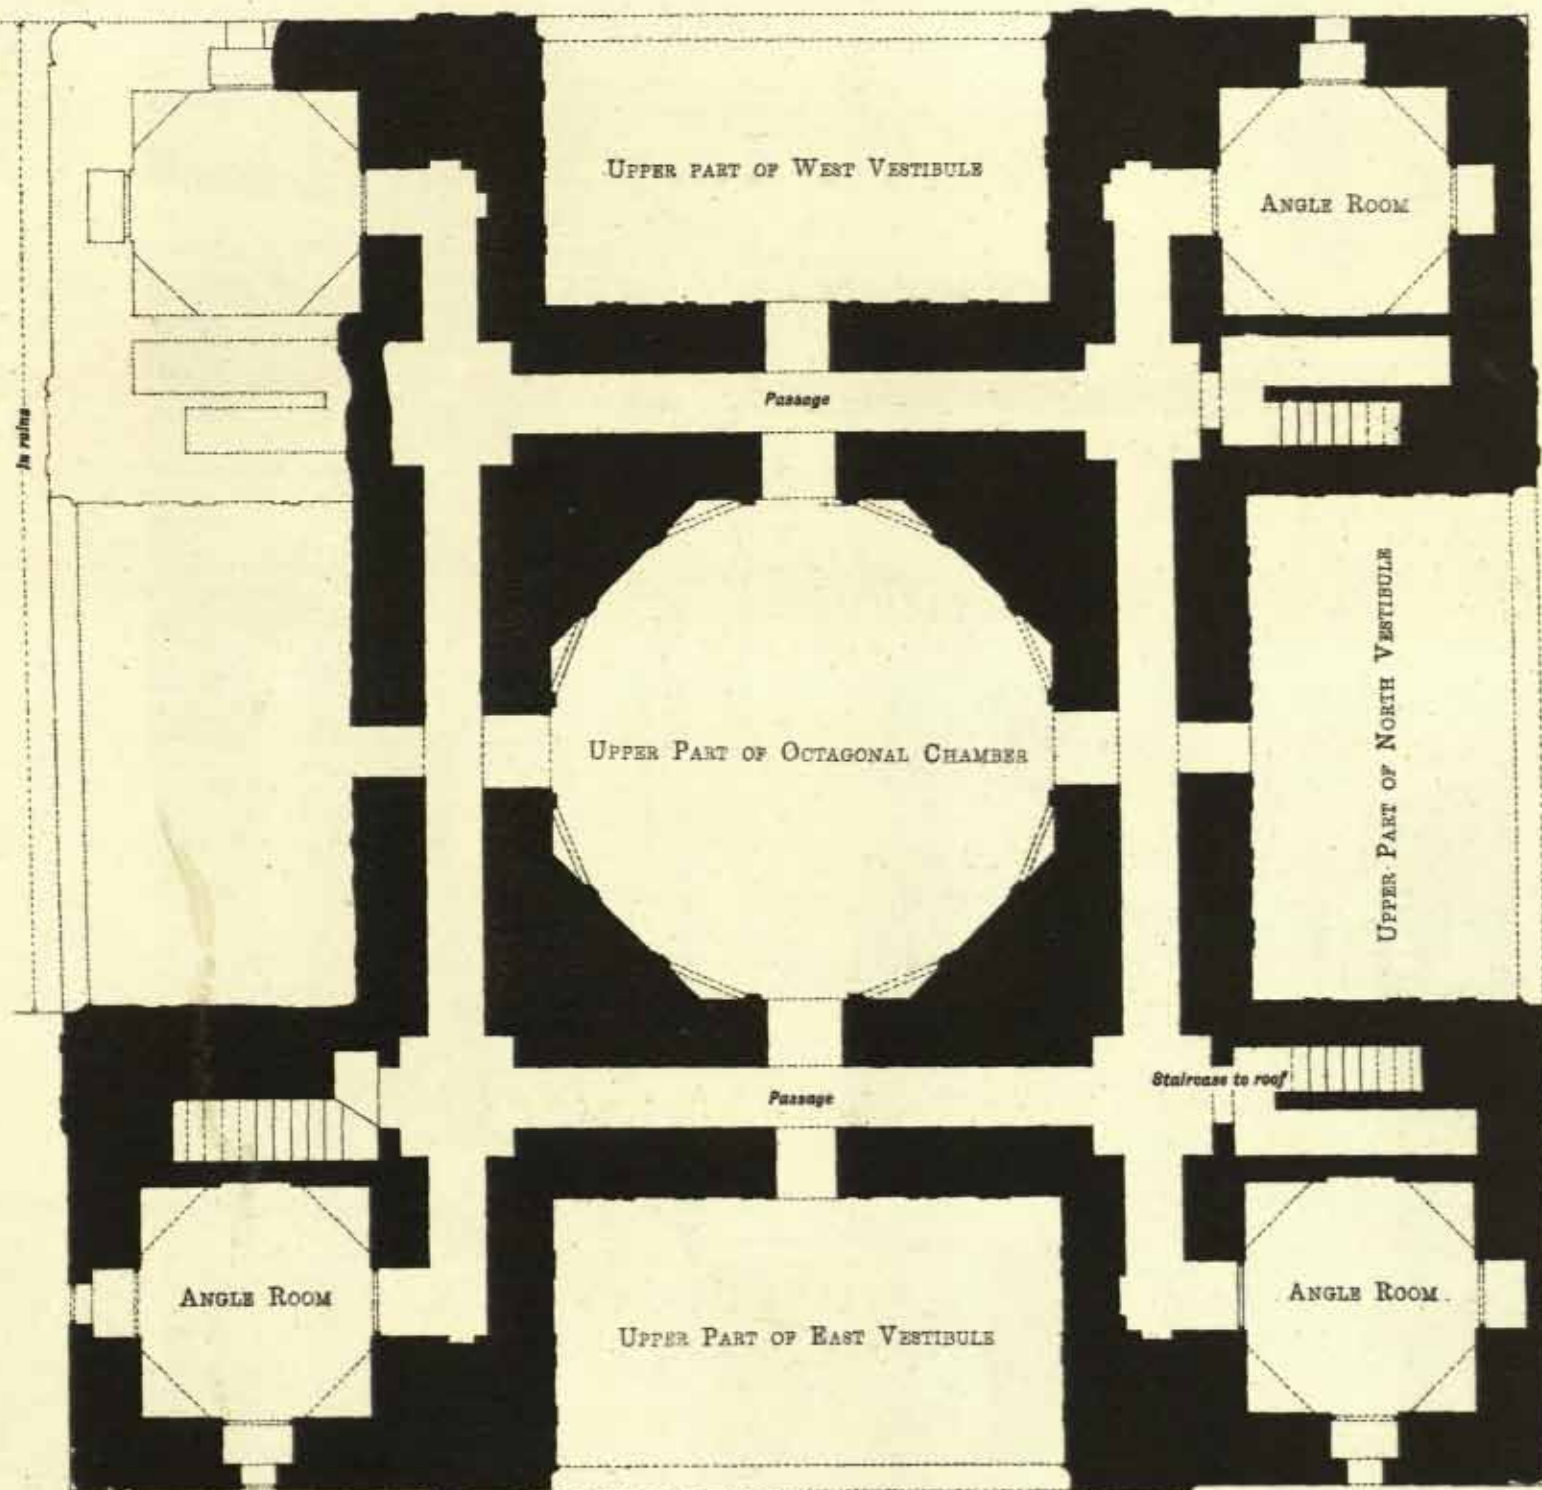 Upper part of West Vestibule
Angle Room
In ruins
Passage
Upper Part of Octagonal Chamber
Upper Part of North Vestibule
Staircase to roof
Passage
Angle Room
Angle Room
Upper Part of East Vestibule